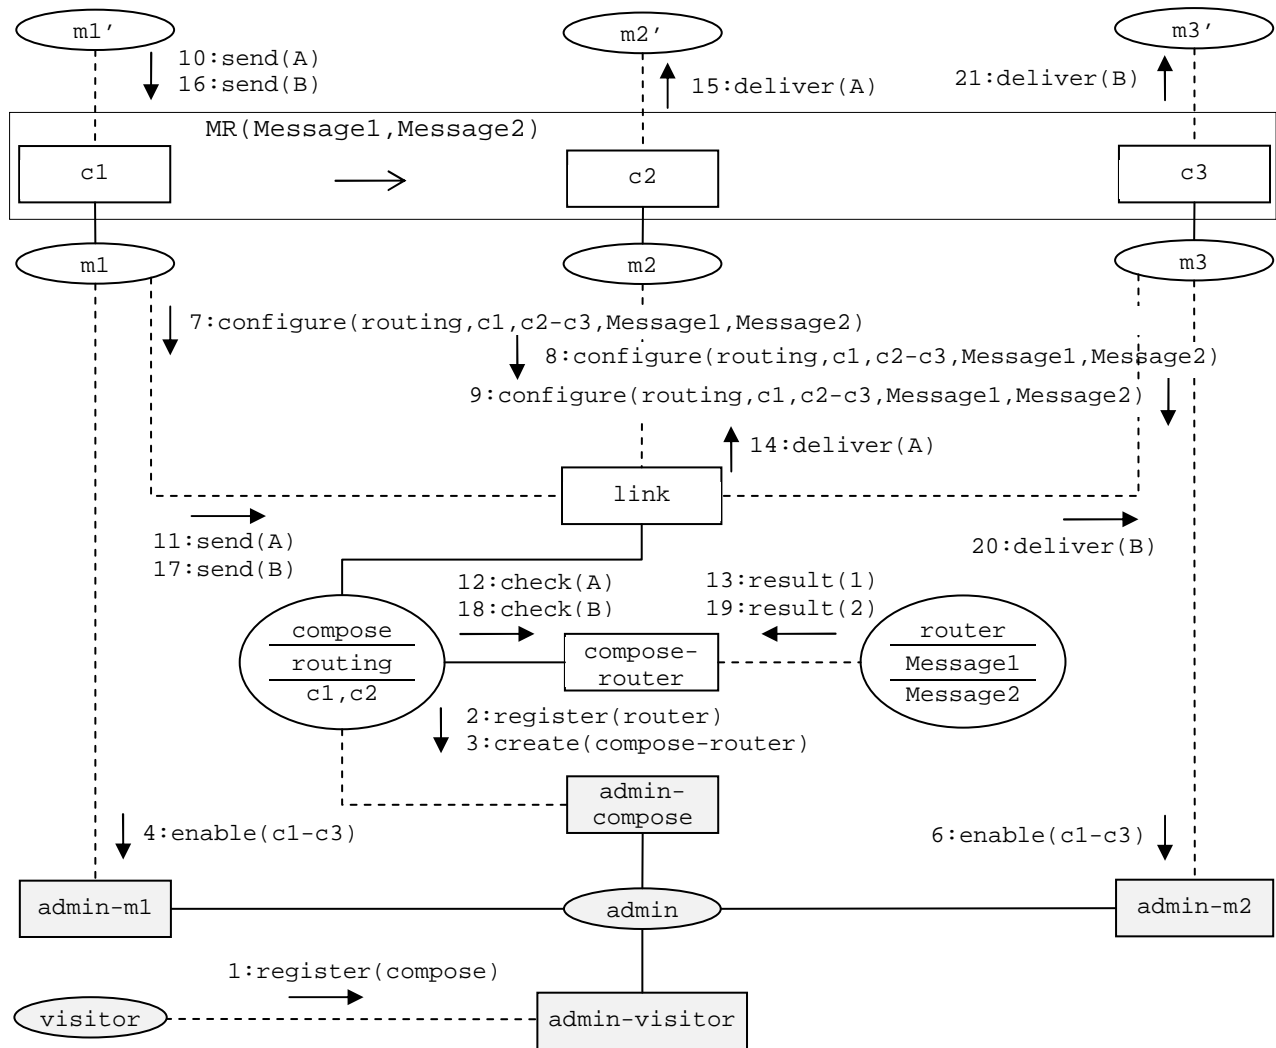 m1’
m2’
m3’
10:send(A)
16:send(B)
15:deliver(A)
21:deliver(B)
MR(Message1,Message2)
c1
c2
c3
m1
m2
m3
7:configure(routing,c1,c2-c3,Message1,Message2)
8:configure(routing,c1,c2-c3,Message1,Message2)
9:configure(routing,c1,c2-c3,Message1,Message2)
14:deliver(A)
link
11:send(A)
17:send(B)
20:deliver(B)
12:check(A)
18:check(B)
13:result(1)
19:result(2)
compose
routing
c1,c2
compose-
router
router
Message1
Message2
2:register(router)
3:create(compose-router)
admin-
compose
4:enable(c1-c3)
6:enable(c1-c3)
admin-m1
admin
admin-m2
1:register(compose)
visitor
admin-visitor